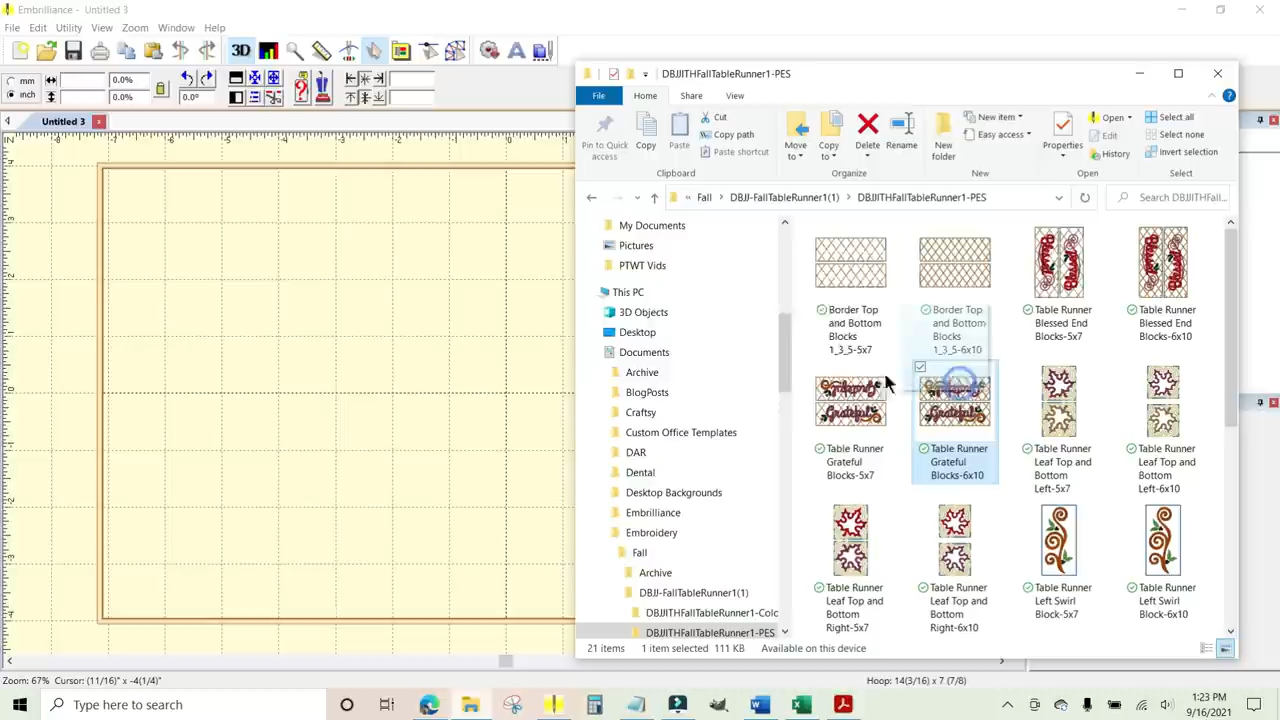 Embrilliance - Untitled 3
File Edit Utility View Zoom Window Help
3D
mm
inch
0.0%
0.0%
0.0°
Untitled 3
DBJJITHFallTableRunner1-PES
File Home Share View
Pin to Quick access
Copy
Paste
Cut
Copy path
Paste shortcut
Clipboard
Move to
Copy to
Delete
Rename
Organize
New folder
New item
Easy access
New
Properties
Open
Edit
History
Open
Select all
Select none
Invert selection
Select
« Fall > DBJJ-FallTableRunner1(1) > DBJJITHFallTableRunner1-PES
Search DBJJITHFall...
My Documents
Pictures
PTWT Vids
This PC
3D Objects
Desktop
Documents
Archive
BlogPosts
Craftsy
Custom Office Templates
DAR
Dental
Desktop Backgrounds
Embrilliance
Embroidery
Fall
Archive
DBJJ-FallTableRunner1(1)
DBJJITHFallTableRunner1-Colo
DBJJITHFallTableRunner1-PES
Border Top
and Bottom
Blocks
1_3_5-5x7
Border Top
and Bottom
Blocks
1_3_5-6x10
Table Runner
Blessed End
Blocks-5x7
Table Runner
Blessed End
Blocks-6x10
Table Runner
Grateful
Blocks-5x7
Table Runner
Grateful
Blocks-6x10
Table Runner
Leaf Top and
Bottom
Left-5x7
Table Runner
Leaf Top and
Bottom
Left-6x10
Table Runner
Leaf Top and
Bottom
Right-5x7
Table Runner
Leaf Top and
Bottom
Right-6x10
Table Runner
Left Swirl
Block-5x7
Table Runner
Left Swirl
Block-6x10
21 items 1 item selected 111 KB Available on this device
Zoom: 67% Cursor: (11/16)" x -4(1/4)" Hoop: 14(3/16) x 7 (7/8)
Type here to search
1:23 PM
9/16/2021